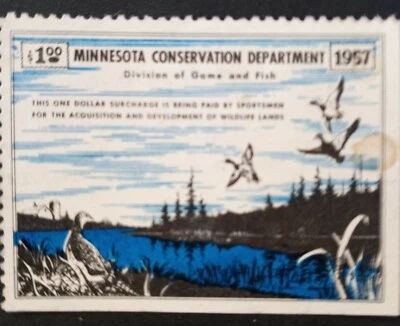 $1.00 MINNESOTA CONSERVATION DEPARTMENT 1957
Division of Game and Fish
THIS ONE DOLLAR SURCHARGE IS BEING PAID BY SPORTSMEN
FOR THE ACQUISITION AND DEVELOPMENT OF WILDLIFE LANDS